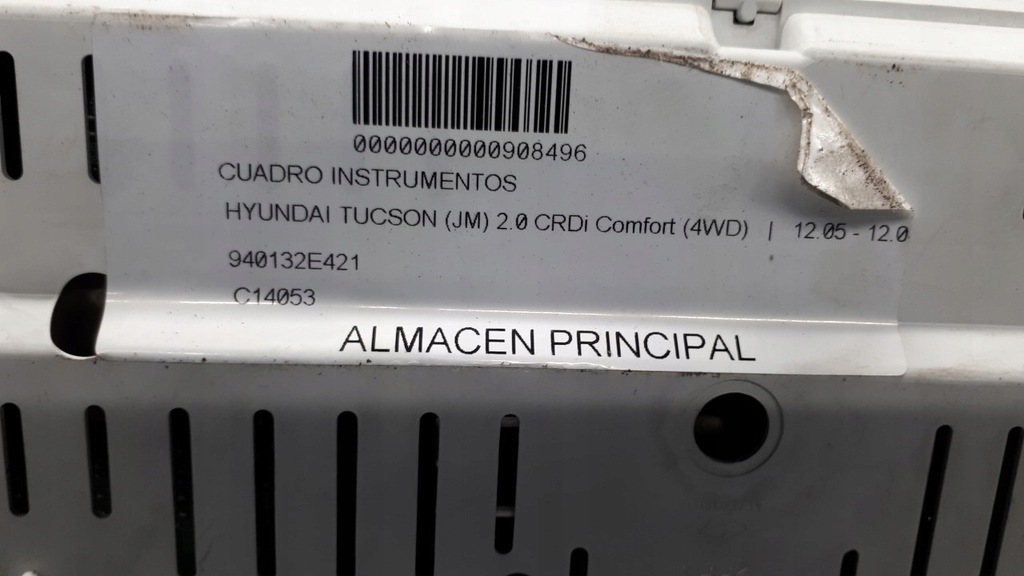 0000000000908496
CUADRO INSTRUMENTOS
HYUNDAI TUCSON (JM) 2.0 CRDi Comfort (4WD) | 12.05 - 12.0
940132E421
C14053
ALMACEN PRINCIPAL